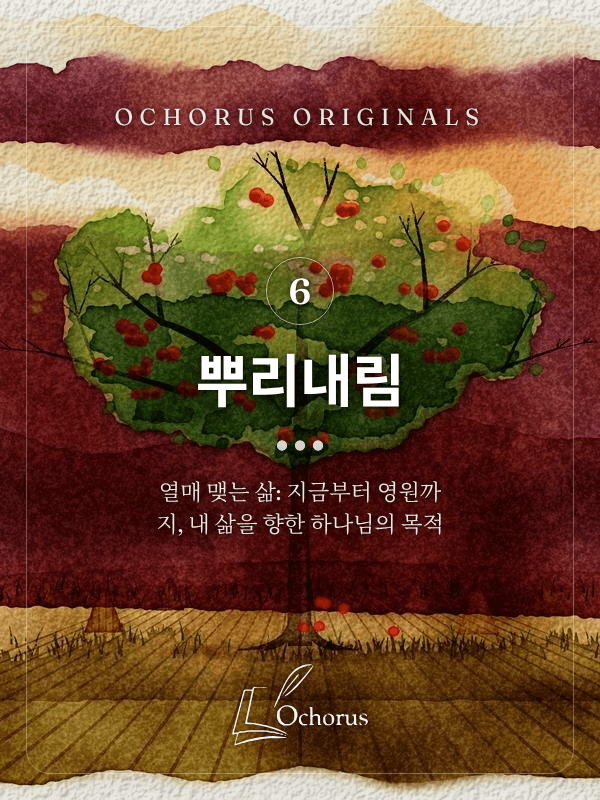 OCHORUS ORIGINALS
6
뿌리내림
열매 맺는 삶: 지금부터 영원까
지, 내 삶을 향한 하나님의 목적
Ochorus